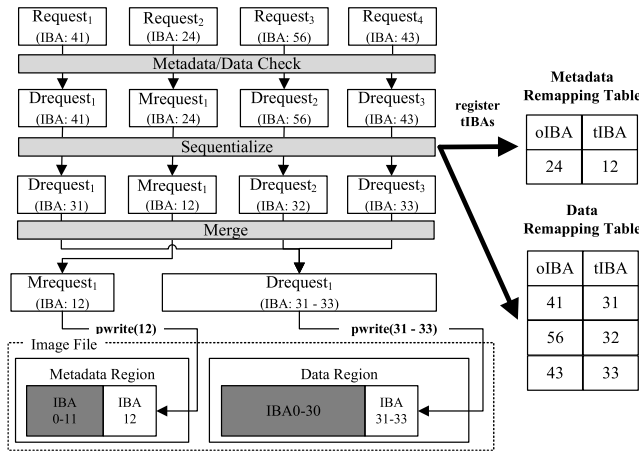 Request1 Request2 Request3 Request4
(IBA: 41) (IBA: 24) (IBA: 56) (IBA: 43)
Metadata/Data Check
Drequest1 Mrequest1 Drequest2 Drequest3
(IBA: 41) (IBA: 24) (IBA: 56) (IBA: 43)
Sequentialize
Drequest1 Mrequest1 Drequest2 Drequest3
(IBA: 31) (IBA: 12) (IBA: 32) (IBA: 33)
Merge
Mrequest1 Drequest1
(IBA: 12) (IBA: 31 - 33)
pwrite(12) pwrite(31 - 33)
Image File
Metadata Region Data Region
IBA
0-11
IBA
12
IBA0-30
IBA
31-33
register
tIBAs
Metadata
Remapping Table
oIBA tIBA
24 12
Data
Remapping Table
oIBA tIBA
41 31
56 32
43 33